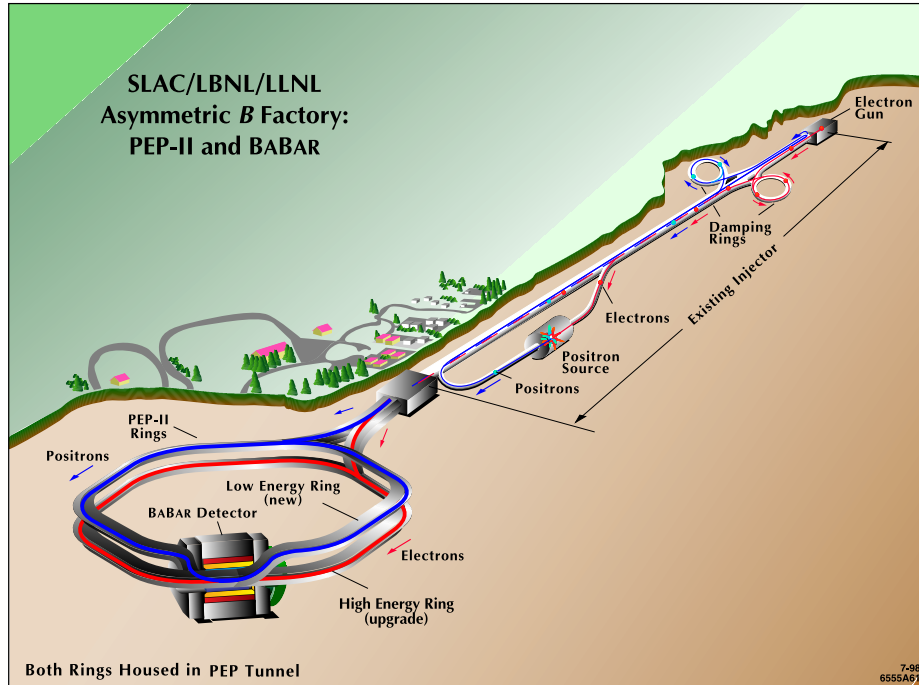 SLAC/LBNL/LLNL
Asymmetric B Factory:
PEP-II and BABAR
Electron
Gun
Damping
Rings
Existing Injector
Electrons
Positron
Source
Positrons
PEP-II
Rings
Positrons
Low Energy Ring
(new)
BABAR Detector
Electrons
High Energy Ring
(upgrade)
Both Rings Housed in PEP Tunnel
7-98
6555A61